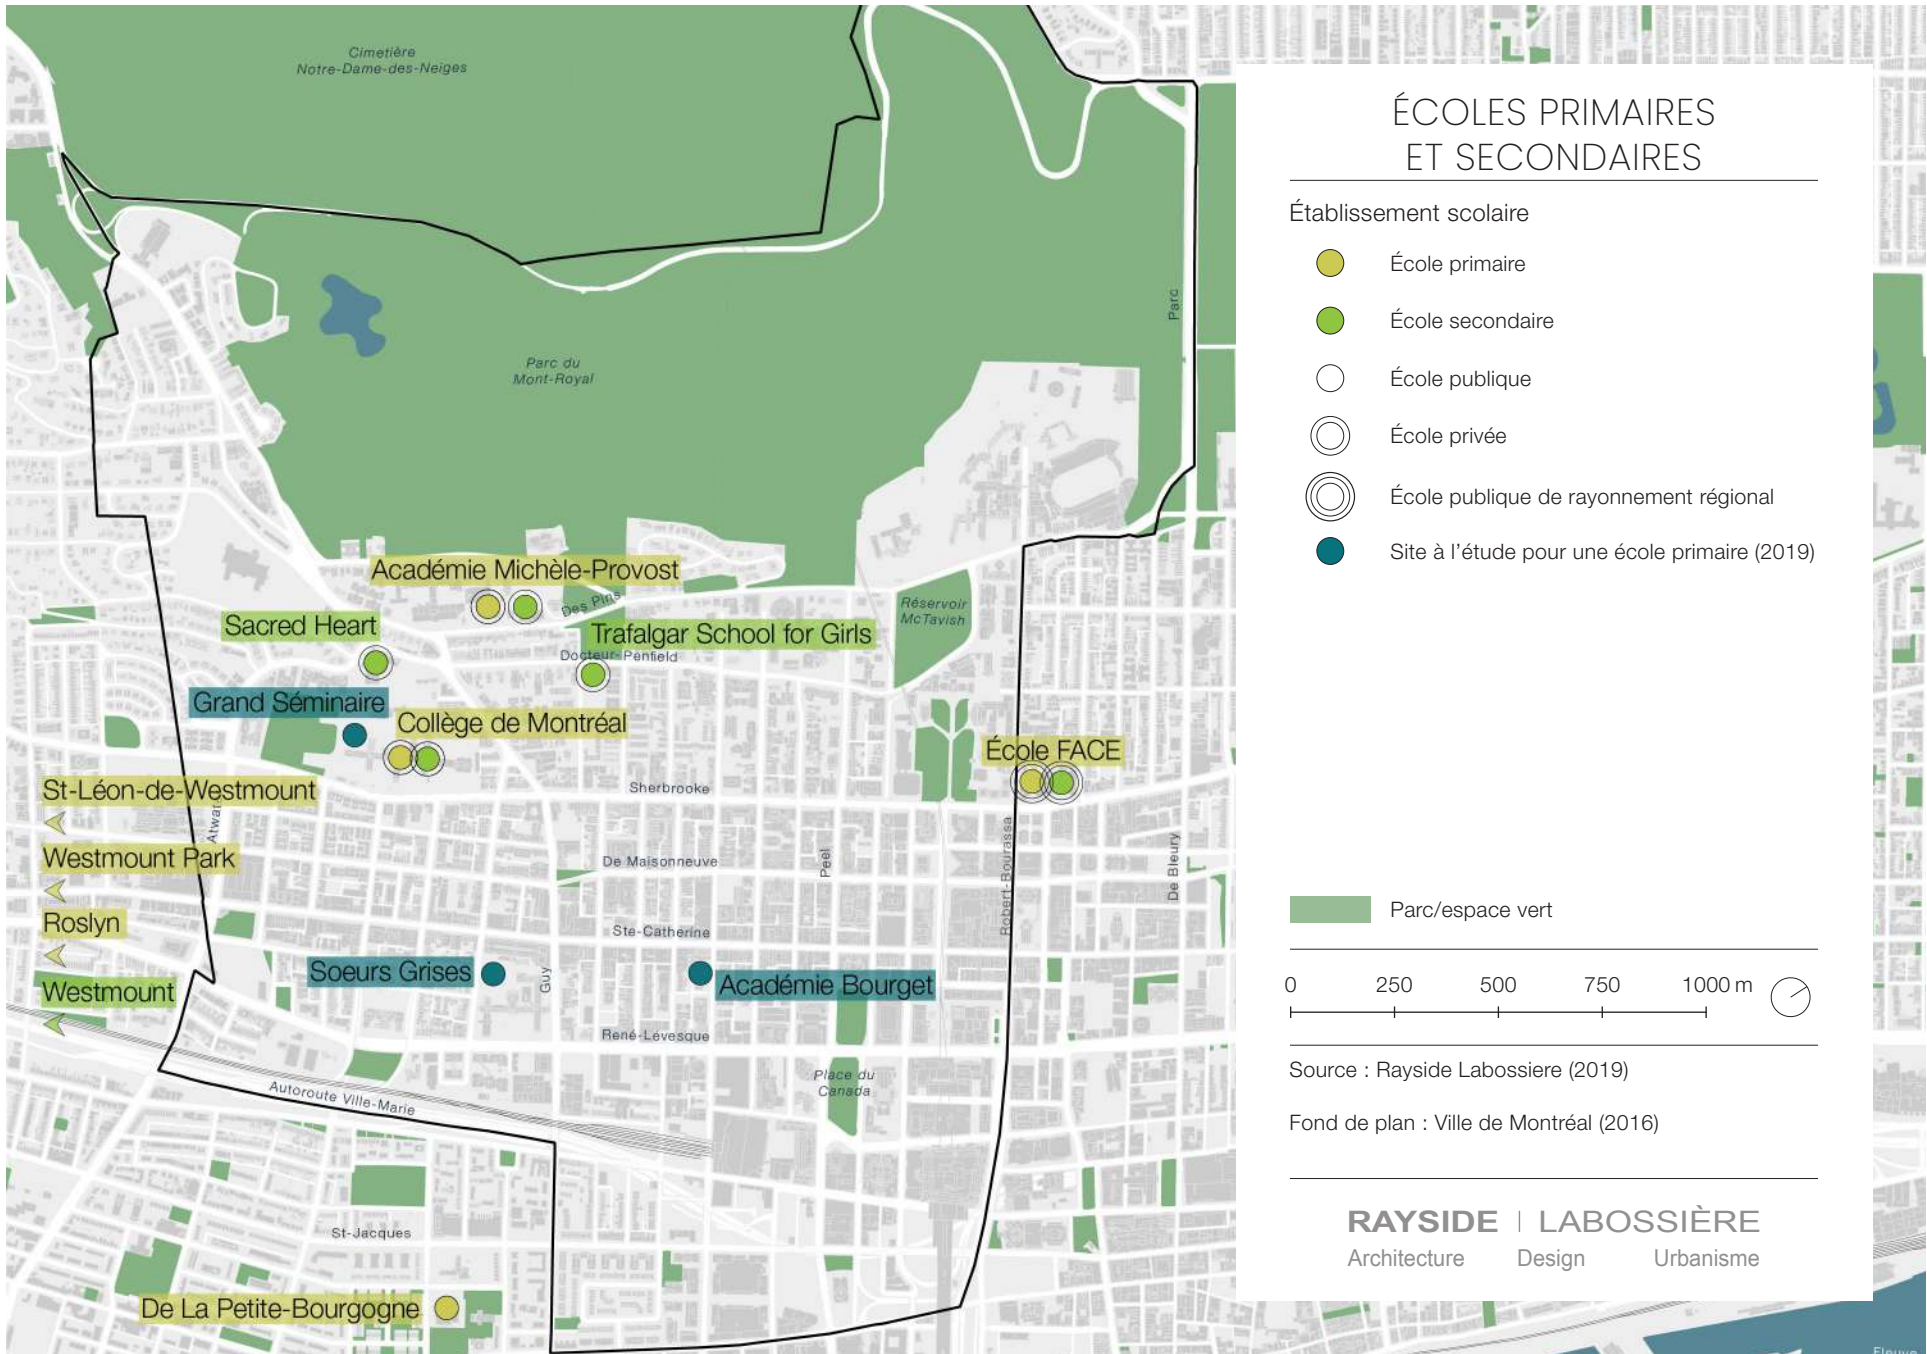 Cimetière
Notre-Dame-des-Neiges
Parc du
Mont-Royal
Parc
Académie Michèle-Provost
Des Pins
Sacred Heart
Trafalgar School for Girls
Docteur-Penfield
Réservoir
McTavish
Grand Séminaire
Collège de Montréal
École FACE
St-Léon-de-Westmount
Sherbrooke
Atwater
Westmount Park
De Maisonneuve
Peel
Robert-Bourassa
De Bleury
Roslyn
Ste-Catherine
Soeurs Grises
Guy
Académie Bourget
Westmount
René-Lévesque
Autoroute Ville-Marie
Place du
Canada
St-Jacques
De La Petite-Bourgogne
ÉCOLES PRIMAIRES
ET SECONDAIRES
Établissement scolaire
École primaire
École secondaire
École publique
École privée
École publique de rayonnement régional
Site à l'étude pour une école primaire (2019)
Parc/espace vert
0 250 500 750 1000 m
Source : Rayside Labossiere (2019)
Fond de plan : Ville de Montréal (2016)
RAYSIDE | LABOSSIÈRE
Architecture Design Urbanisme
Fleuve